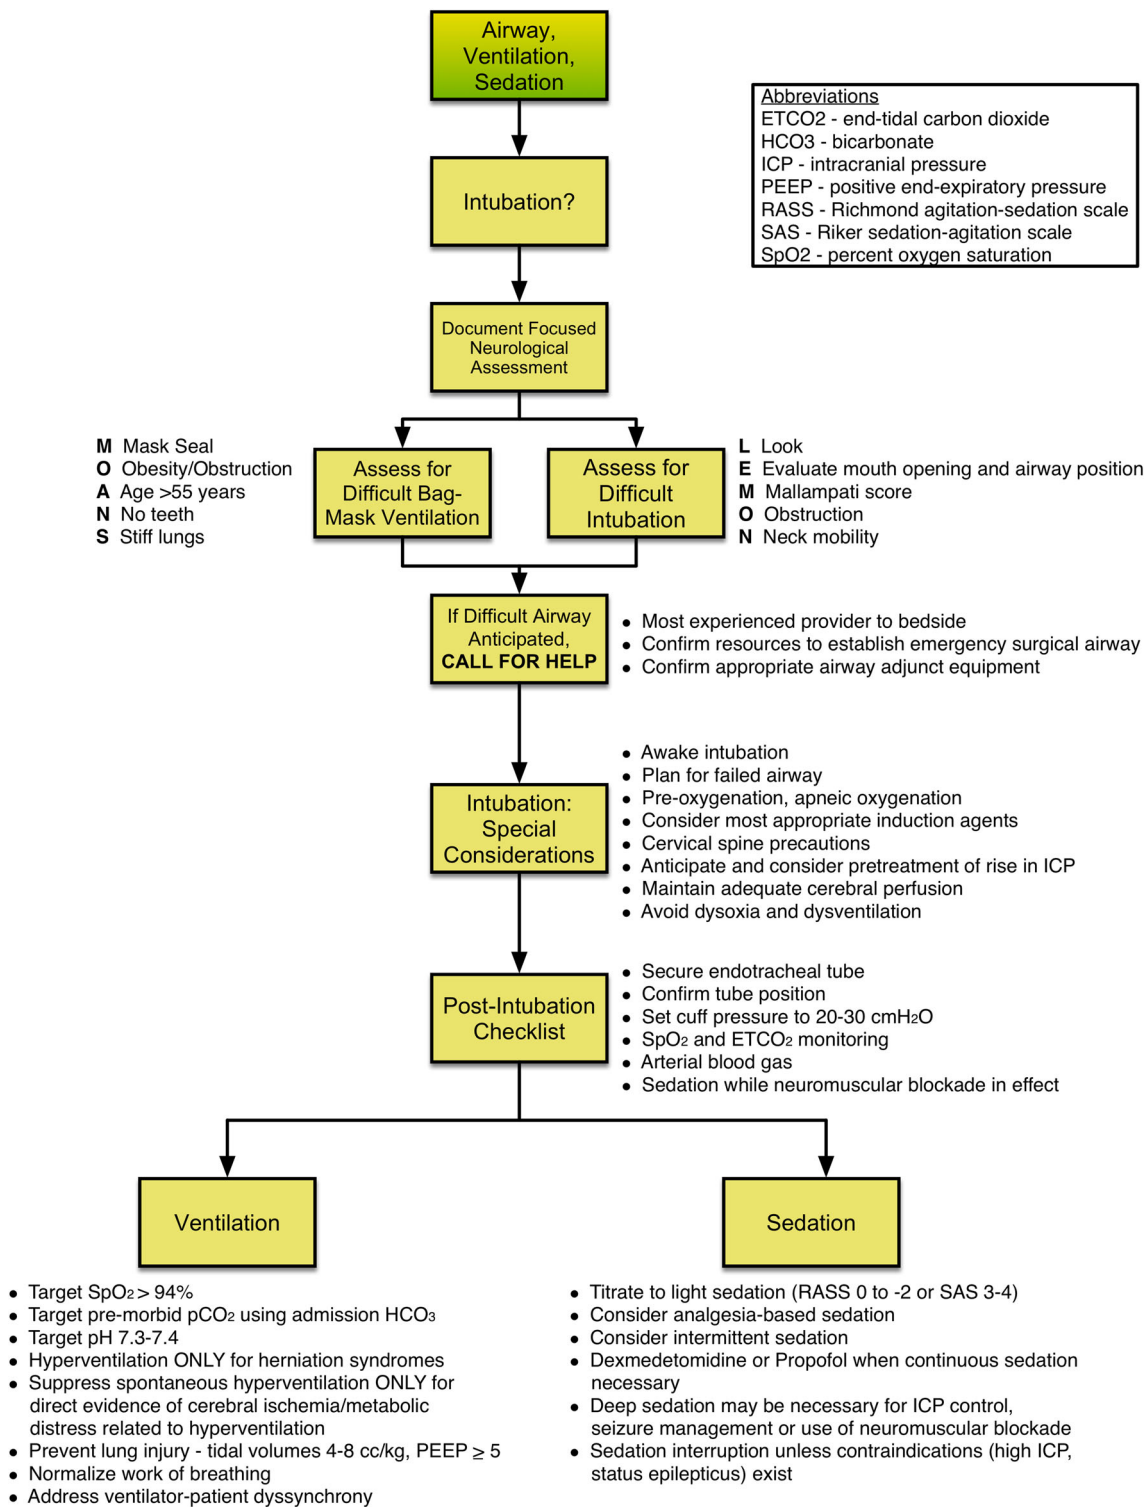 Airway,
Ventilation,
Sedation
Abbreviations
ETCO2 - end-tidal carbon dioxide
HCO3 - bicarbonate
ICP - intracranial pressure
PEEP - positive end-expiratory pressure
RASS - Richmond agitation-sedation scale
SAS - Riker sedation-agitation scale
SpO2 - percent oxygen saturation
Intubation?
Document Focused
Neurological
Assessment
M Mask Seal
O Obesity/Obstruction
A Age >55 years
N No teeth
S Stiff lungs
Assess for
Difficult Bag-
Mask Ventilation
Assess for
Difficult
Intubation
L Look
E Evaluate mouth opening and airway position
M Mallampati score
O Obstruction
N Neck mobility
If Difficult Airway
Anticipated,
CALL FOR HELP
• Most experienced provider to bedside
• Confirm resources to establish emergency surgical airway
• Confirm appropriate airway adjunct equipment
Intubation:
Special
Considerations
• Awake intubation
• Plan for failed airway
• Pre-oxygenation, apneic oxygenation
• Consider most appropriate induction agents
• Cervical spine precautions
• Anticipate and consider pretreatment of rise in ICP
• Maintain adequate cerebral perfusion
• Avoid dysoxia and dysventilation
Post-Intubation
Checklist
• Secure endotracheal tube
• Confirm tube position
• Set cuff pressure to 20-30 cmH2O
• SpO2 and ETCO2 monitoring
• Arterial blood gas
• Sedation while neuromuscular blockade in effect
Ventilation
• Target SpO2 > 94%
• Target pre-morbid pCO2 using admission HCO3
• Target pH 7.3-7.4
• Hyperventilation ONLY for herniation syndromes
• Suppress spontaneous hyperventilation ONLY for
direct evidence of cerebral ischemia/metabolic
distress related to hyperventilation
• Prevent lung injury - tidal volumes 4-8 cc/kg, PEEP ≥ 5
• Normalize work of breathing
• Address ventilator-patient dyssynchrony
Sedation
• Titrate to light sedation (RASS 0 to -2 or SAS 3-4)
• Consider analgesia-based sedation
• Consider intermittent sedation
• Dexmedetomidine or Propofol when continuous sedation
necessary
• Deep sedation may be necessary for ICP control,
seizure management or use of neuromuscular blockade
• Sedation interruption unless contraindications (high ICP,
status epilepticus) exist